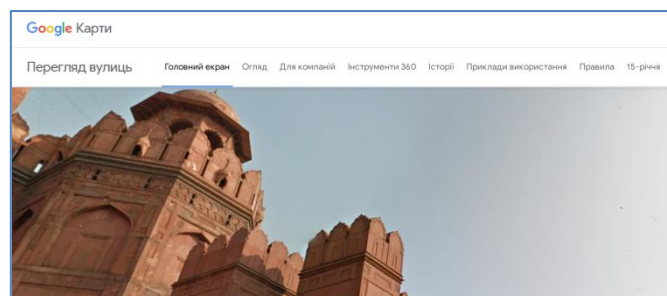 Google Карти
Перегляд вулиць Головний екран Огляд Для компаній Інструменти 360 Історії Приклади використання Правила 15-річчя